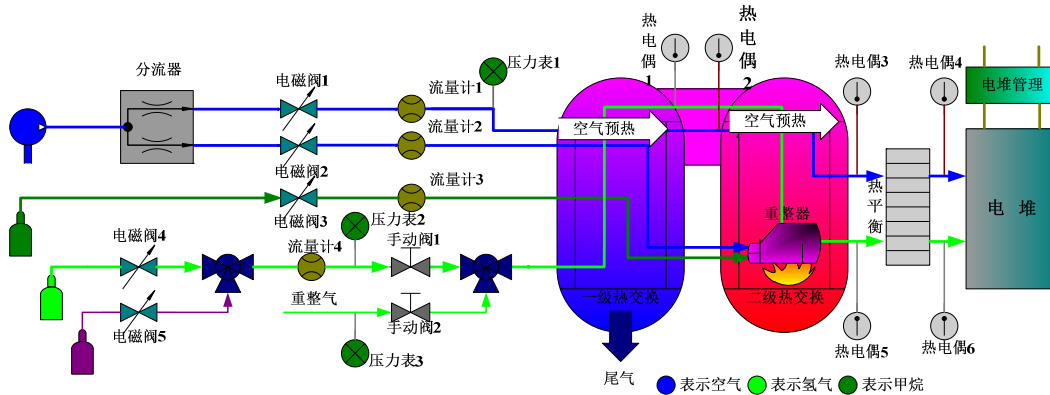 分流器
电磁阀1
流量计1
压力表1
热电偶1
热电偶2
热电偶3
热电偶4
电堆管理
流量计2
空气预热
空气预热
电磁阀2
流量计3
热平衡
电磁阀3
压力表2
重整器
电 堆
电磁阀4
流量计4
手动阀1
重整气
一级热交换
二级热交换
电磁阀5
手动阀2
压力表3
热电偶5
热电偶6
尾气
表示空气
表示氢气
表示甲烷